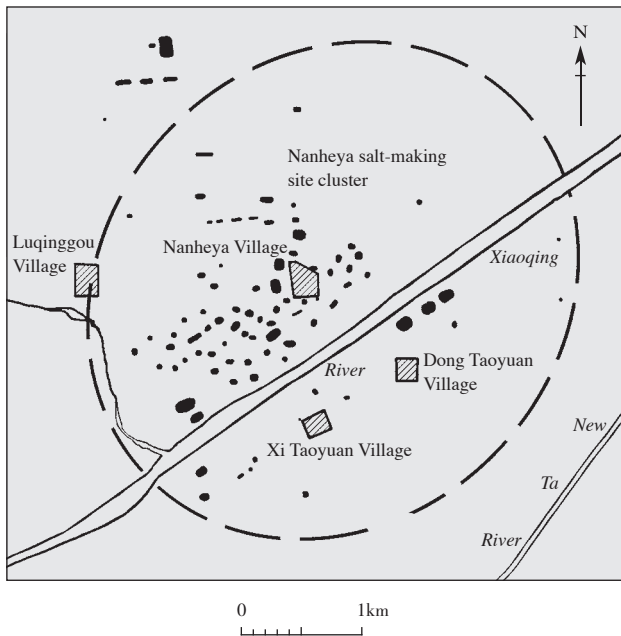 N
Nanheya salt-making
site cluster
Luqinggou
Village
Nanheya Village
Xiaoqing
River
Dong Taoyuan
Village
Xi Taoyuan Village
New
Ta
River
0 1km